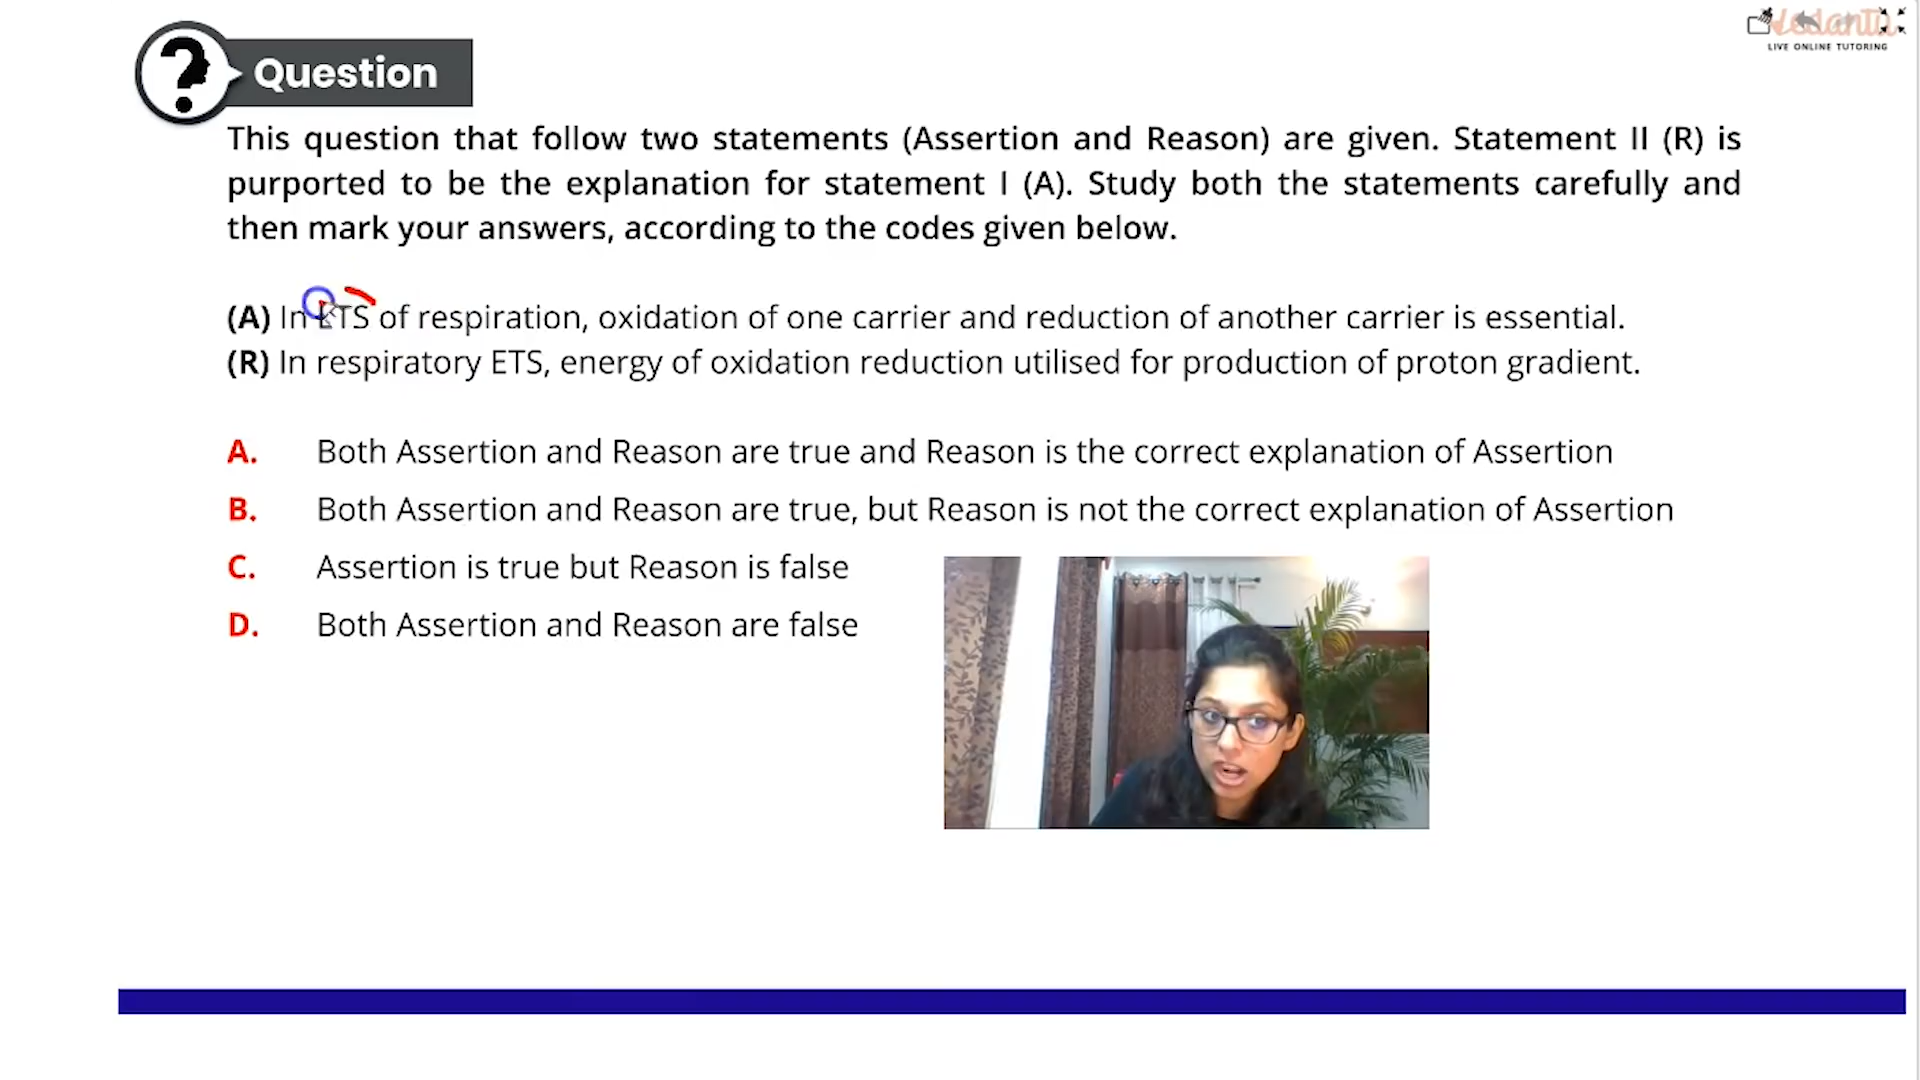 Vedantu
LIVE ONLINE TUTORING
Question
This question that follow two statements (Assertion and Reason) are given. Statement II (R) is
purported to be the explanation for statement I (A). Study both the statements carefully and
then mark your answers, according to the codes given below.
(A) In ETS of respiration, oxidation of one carrier and reduction of another carrier is essential.
(R) In respiratory ETS, energy of oxidation reduction utilised for production of proton gradient.
A. Both Assertion and Reason are true and Reason is the correct explanation of Assertion
B. Both Assertion and Reason are true, but Reason is not the correct explanation of Assertion
C. Assertion is true but Reason is false
D. Both Assertion and Reason are false